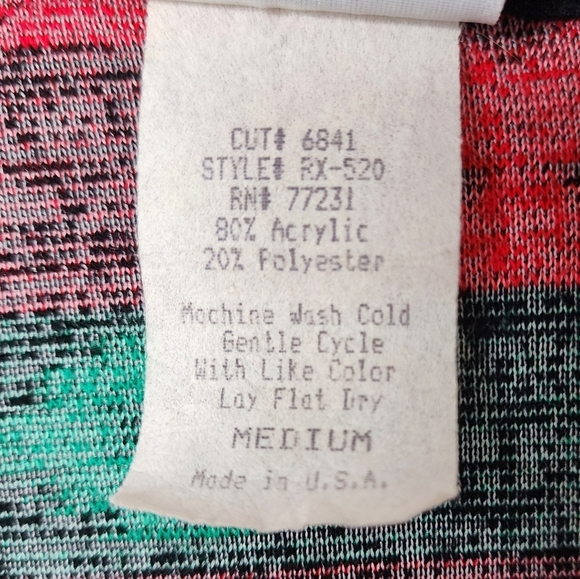 CUT# 6841
STYLE# RX-520
RN# 77231
80% Acrylic
20% Polyester
Machine Wash Cold
Gentle Cycle
With Like Color
Lay Flat Dry
MEDIUM
Made in U.S.A.